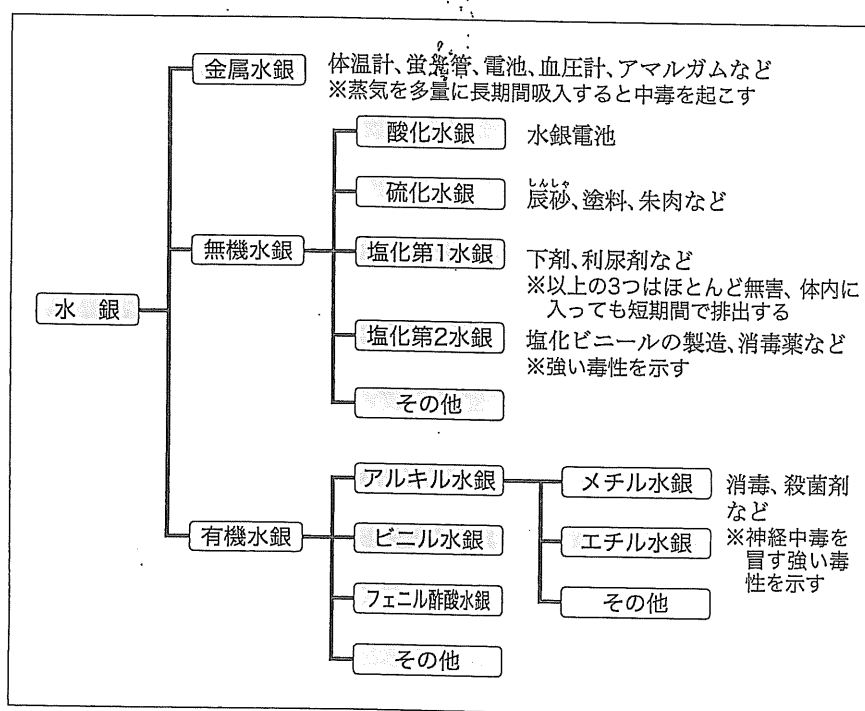 金属水銀
体温計、蛍光管、電池、血圧計、アマルガムなど
※蒸気を多量に長期間吸入すると中毒を起こす
酸化水銀
水銀電池
しんしゃ
硫化水銀
辰砂、塗料、朱肉など
無機水銀
塩化第1水銀
下剤、利尿剤など
※以上の3つはほとんど無害、体内に
入っても短期間で排出する
水 銀
塩化第2水銀
塩化ビニールの製造、消毒薬など
※強い毒性を示す
その他
アルキル水銀
メチル水銀
消毒、殺菌剤
など
有機水銀
ビニル水銀
エチル水銀
※神経中毒を
冒す強い毒
性を示す
フェニル酢酸水銀
その他
その他